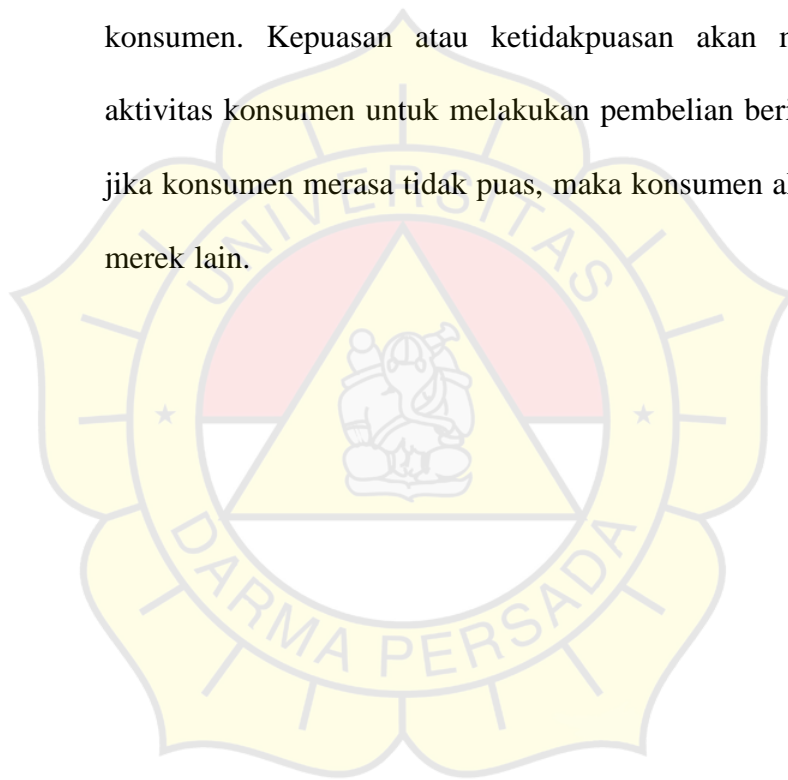 konsumen. Kepuasan atau ketidakpuasan akan
aktivitas konsumen untuk melakukan pembelian
jika konsumen merasa tidak puas, maka konsumen
merek lain.
UNIVERSITAS
DARMA PERSADA